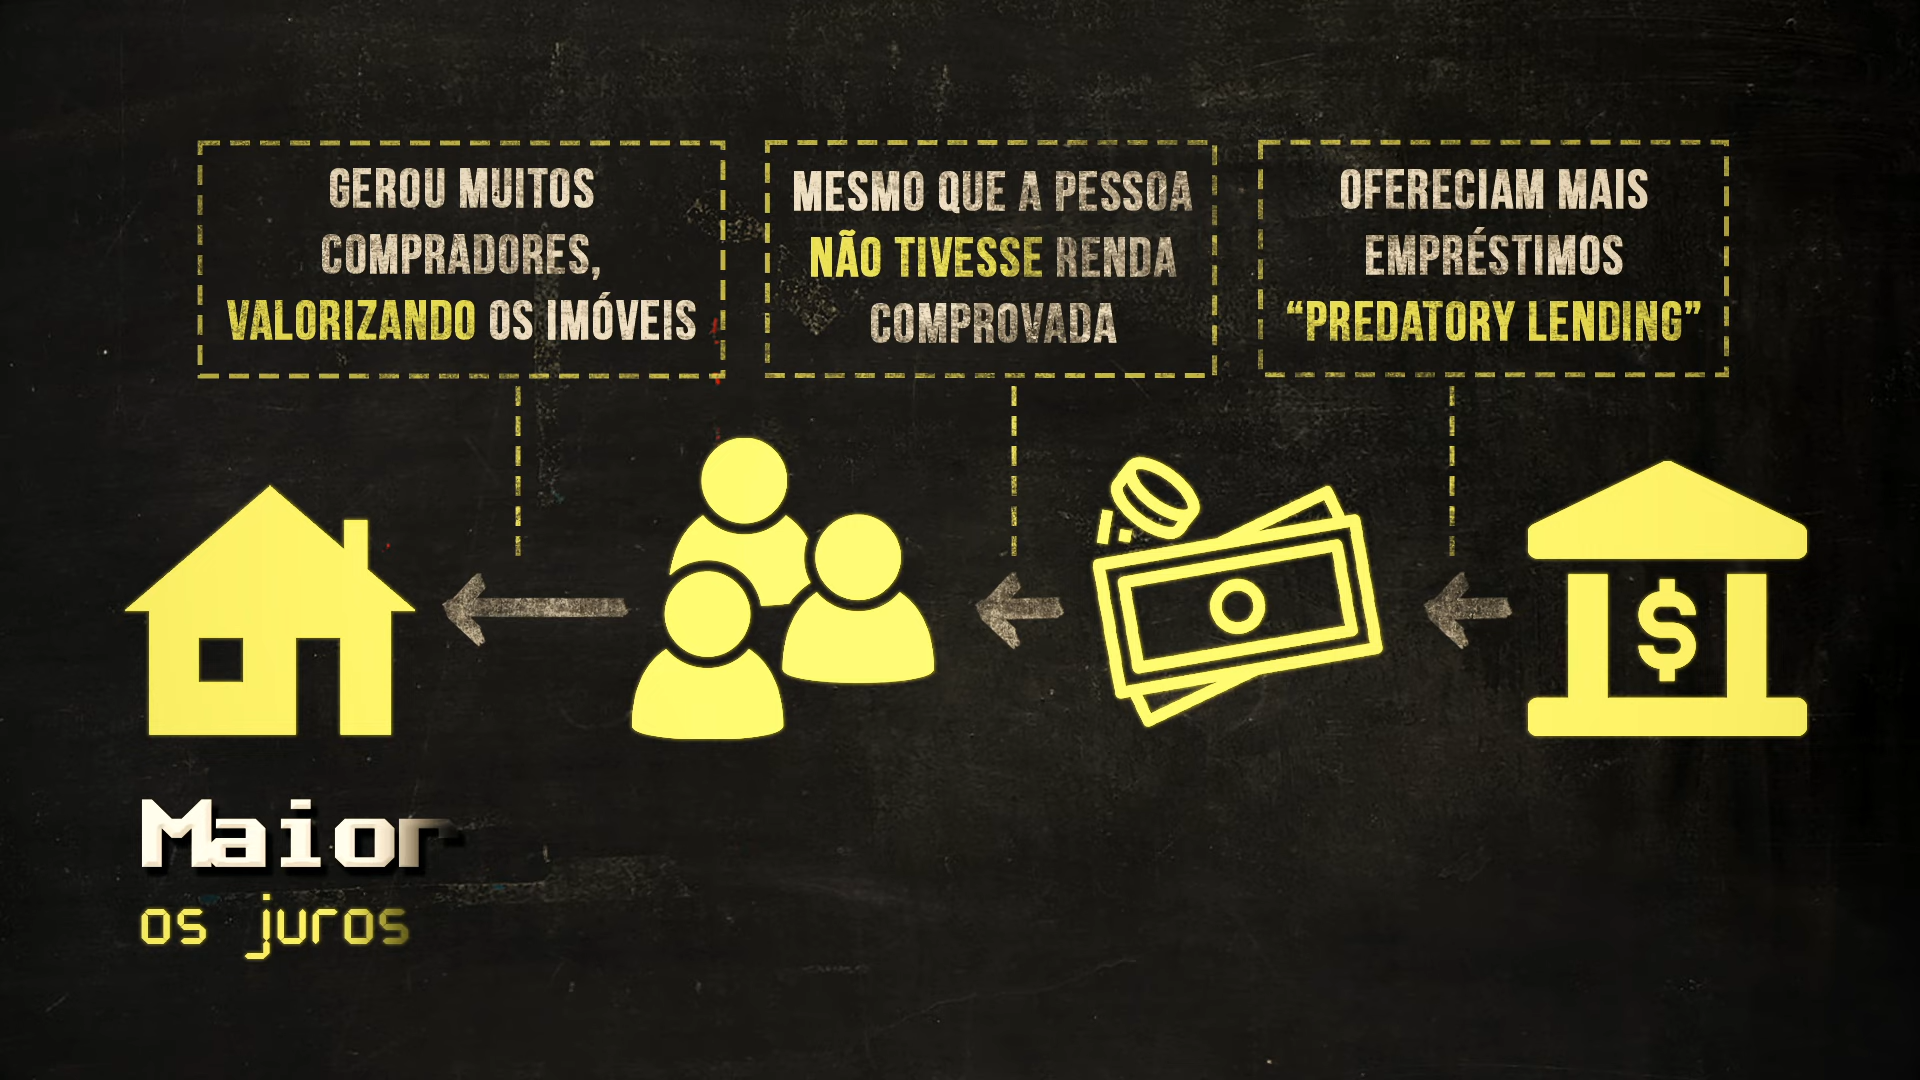 GEROU MUITOS
COMPRADORES,
VALORIZANDO OS IMÓVEIS
MESMO QUE A PESSOA
NÃO TIVESSE RENDA
COMPROVADA
OFERECIAM MAIS
EMPRÉSTIMOS
“PREDATORY LENDING”
$
Maior
os juros